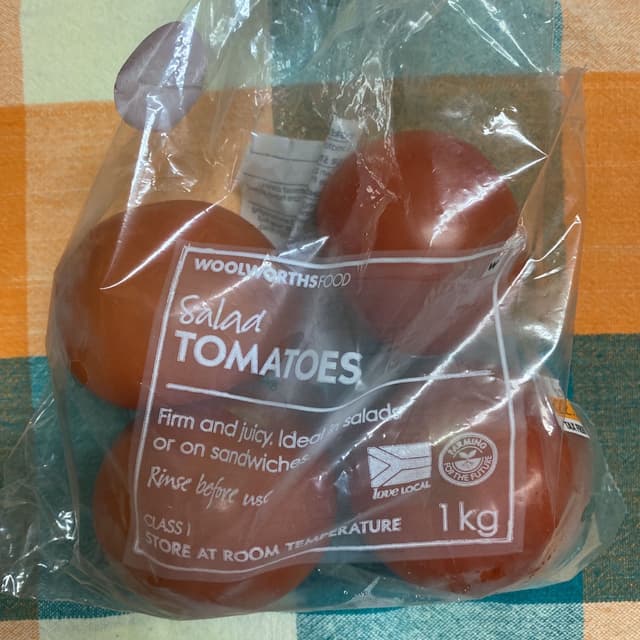 WOOLWORTHSFOOD
Salad
TOMATOES
Firm and juicy. Ideal in salads
or on sandwiches
Rinse before use
love LOCAL
FARMING
FOR THE FUTURE
CLASS 1
STORE AT ROOM TEMPERATURE
1kg